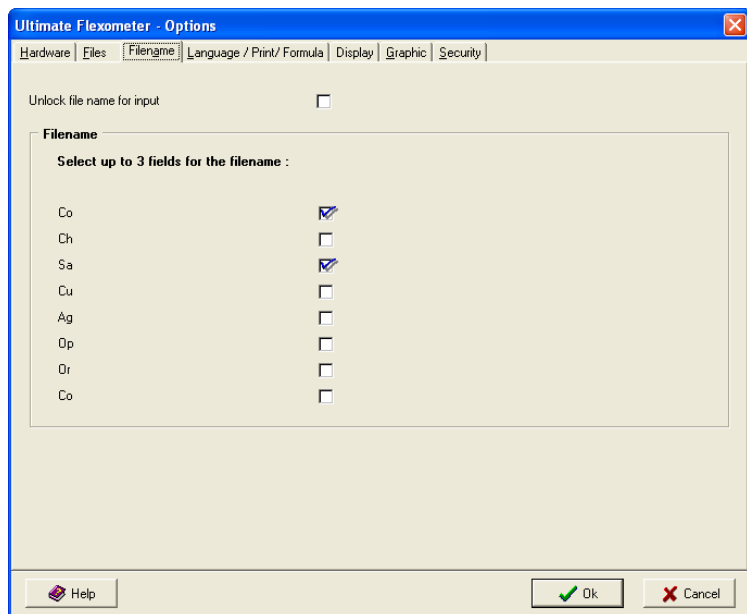 Ultimate Flexometer - Options
Hardware Files Filename Language / Print/ Formula Display Graphic Security
Unlock file name for input
Filename
Select up to 3 fields for the filename :
Co
Ch
Sa
Cu
Ag
Op
Or
Co
Help Ok Cancel